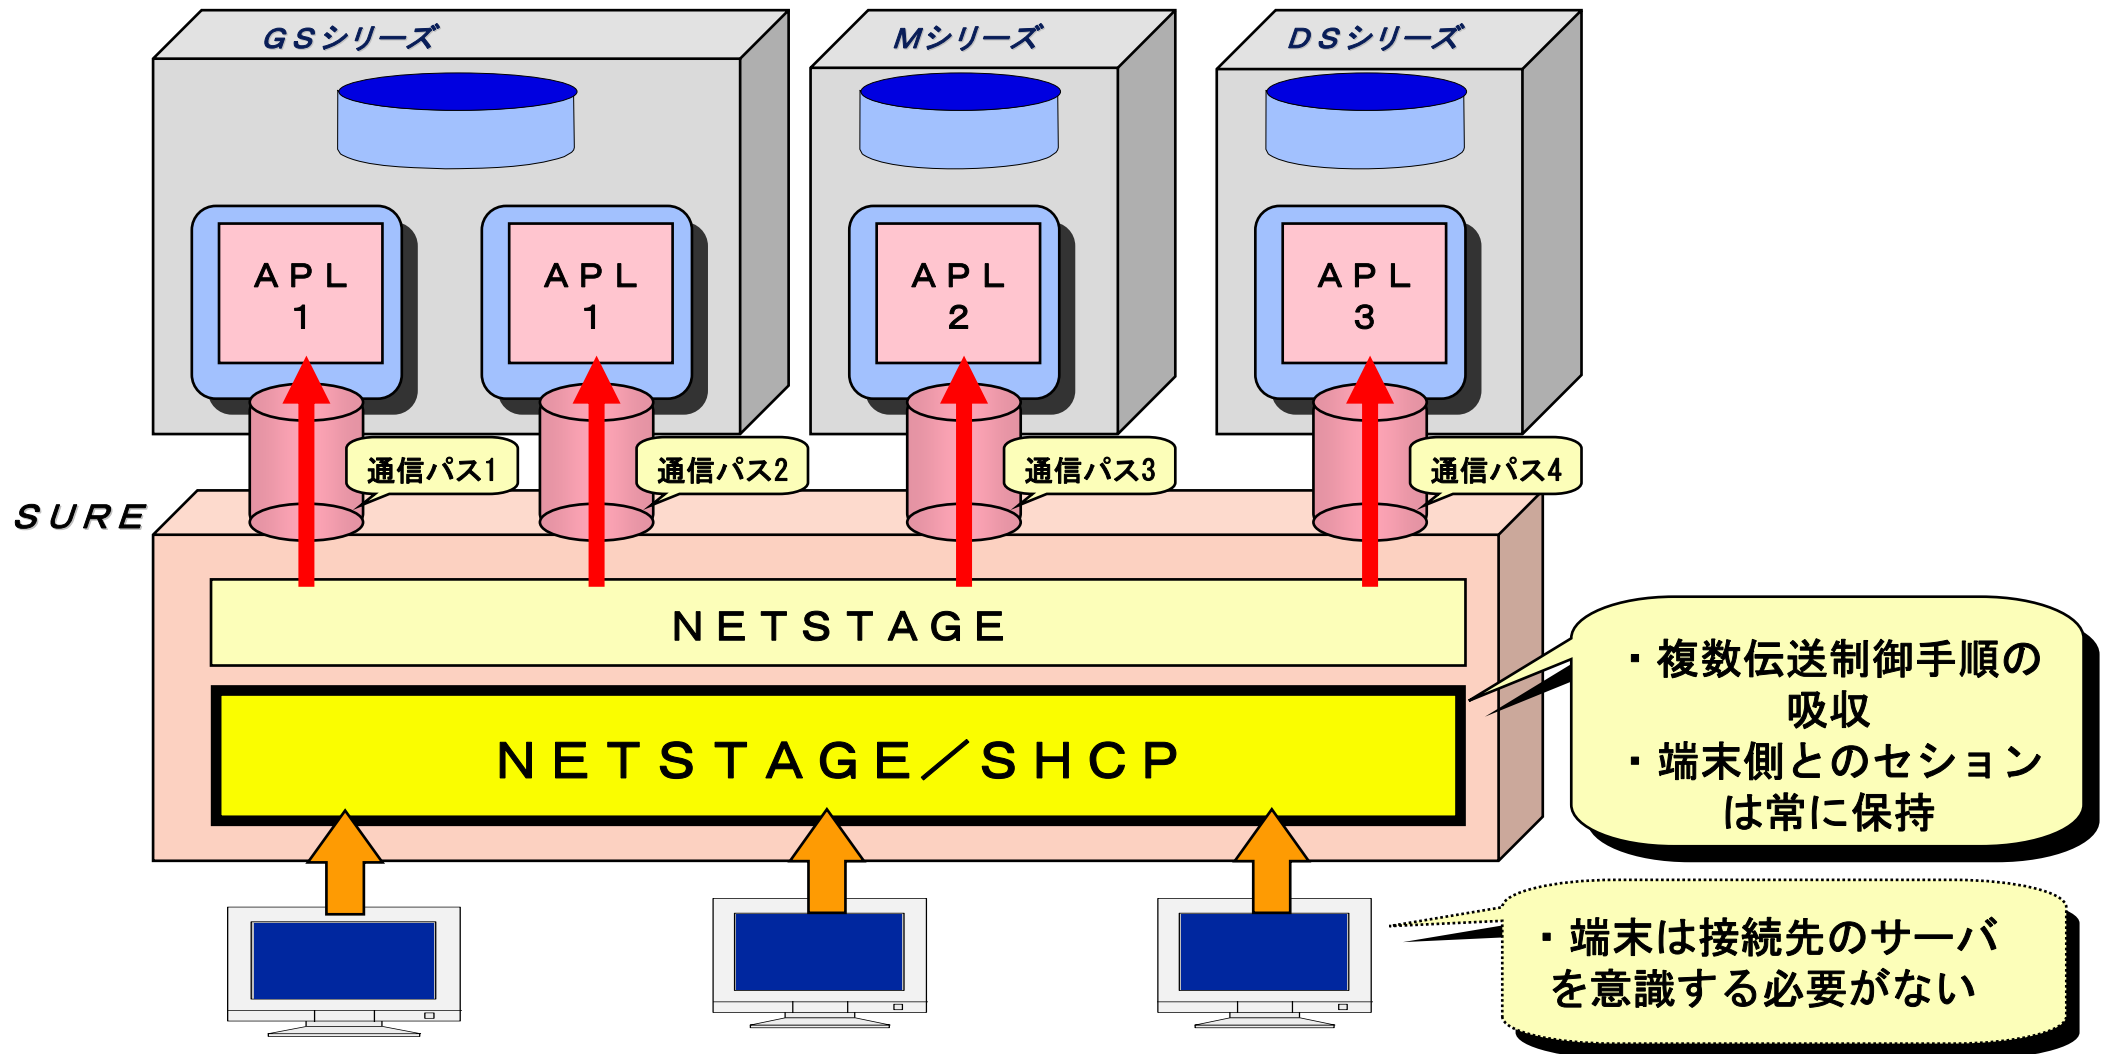 GSシリーズ
Mシリーズ
DSシリーズ
APL
1
APL
1
APL
2
APL
3
通信パス1
通信パス2
通信パス3
通信パス4
SURE
NETSTAGE
NETSTAGE/SHCP
・複数伝送制御手順の
吸収
・端末側とのセション
は常に保持
・端末は接続先のサーバ
を意識する必要がない